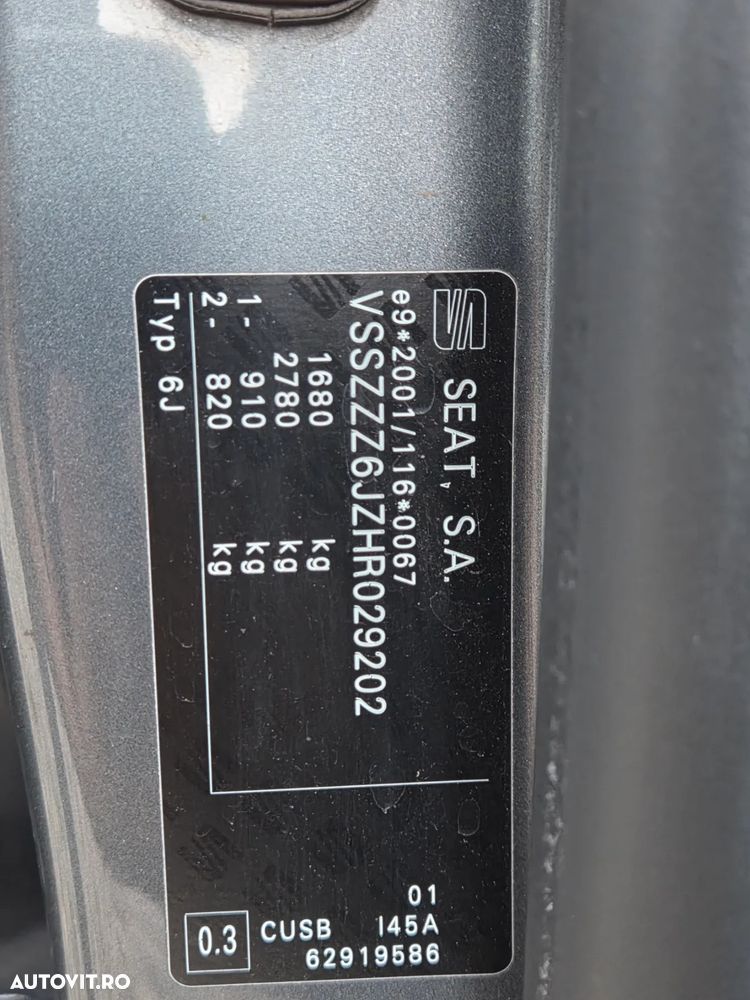 SEAT, S.A.
e9*2001/116*0067
VSSZZZ6JZHR029202
1680 kg
2780 kg
1- 910 kg
2- 820 kg
Typ 6J
01
I45A
62919586
CUSB
0.3
AUTOVIT.RO